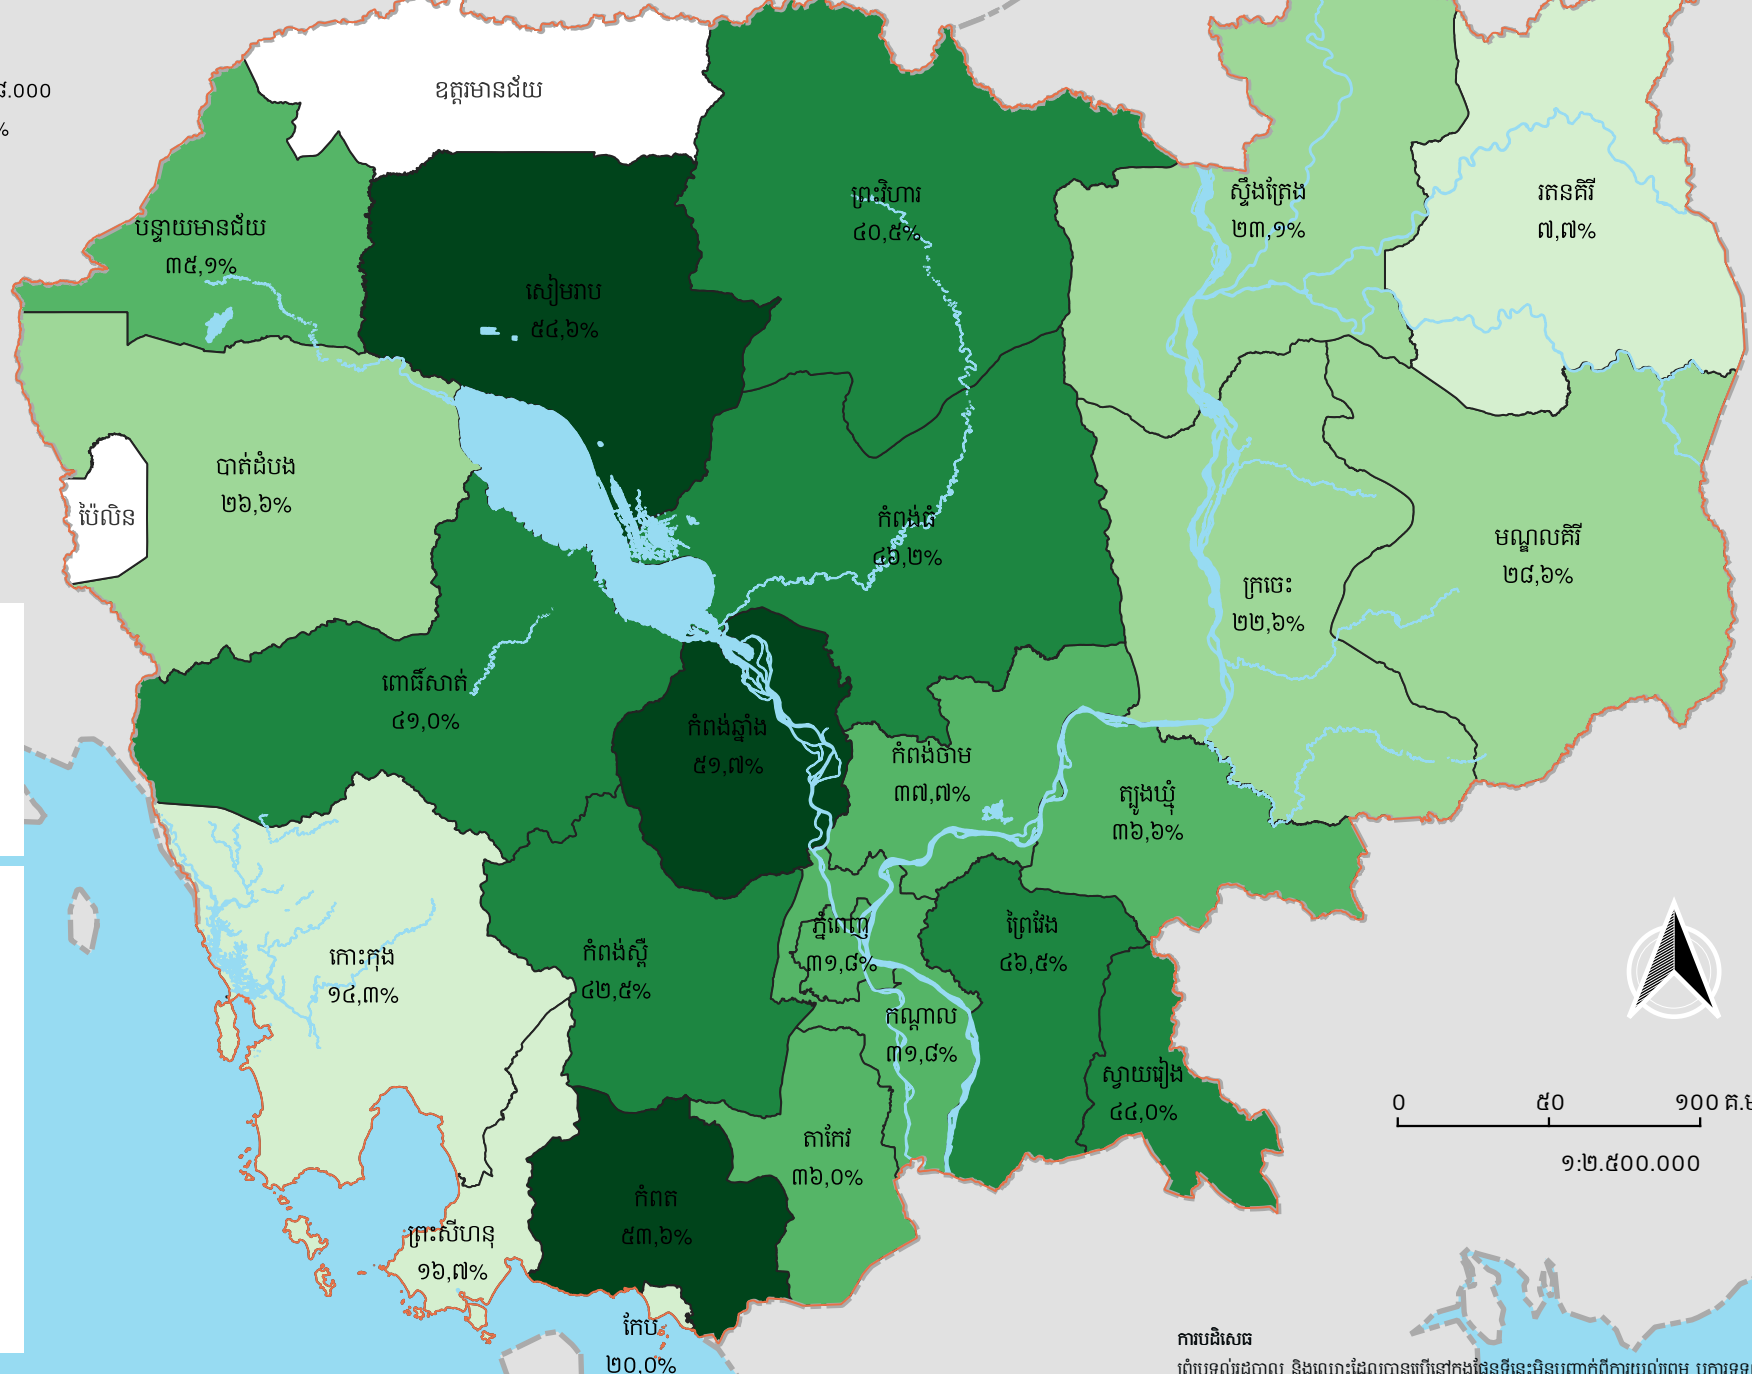 ៨.០០០
%
ឧត្តរមានជ័យ
បន្ទាយមានជ័យ
៣៥,១%
សៀមរាប
៥៤,៦%
ព្រះវិហារ
៤០,៥%
ស្ទឹងត្រែង
២៣,១%
រតនគិរី
៧,៧%
បាត់ដំបង
២៦,៦%
ប៉ៃលិន
កំពង់ធំ
៤៦,២%
ក្រចេះ
២២,៦%
មណ្ឌលគិរី
២៨,៦%
ពោធិ៍សាត់
៤១,០%
កំពង់ឆ្នាំង
៥១,៧%
កំពង់ចាម
៣៧,៧%
ត្បូងឃ្មុំ
៣៦,៦%
កោះកុង
១៤,៣%
កំពង់ស្ពឺ
៤២,៥%
ភ្នំពេញ
៣១,៨%
ព្រៃវែង
៤៦,៥%
កណ្តាល
៣១,៨%
ស្វាយរៀង
៤៤,០%
តាកែវ
៣៦,០%
កំពត
៥៣,៦%
ព្រះសីហនុ
១៦,៧%
កែប
២០,០%
០ ៥០ ១០០ គ.ម
១:២.៥០០.០០០
ការបដិសេធ